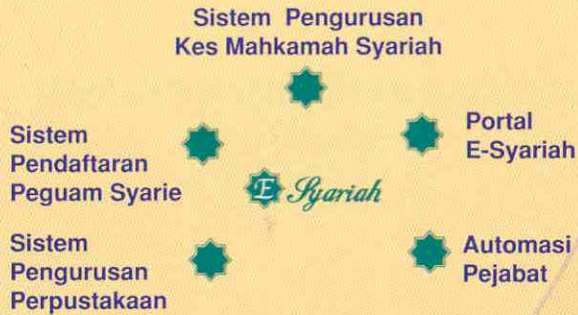 Sistem Pengurusan
Kes Mahkamah Syariah
Sistem
Pendaftaran
Peguam Syarie
Portal
E-Syariah
E Syariah
Sistem
Pengurusan
Perpustakaan
Automasi
Pejabat